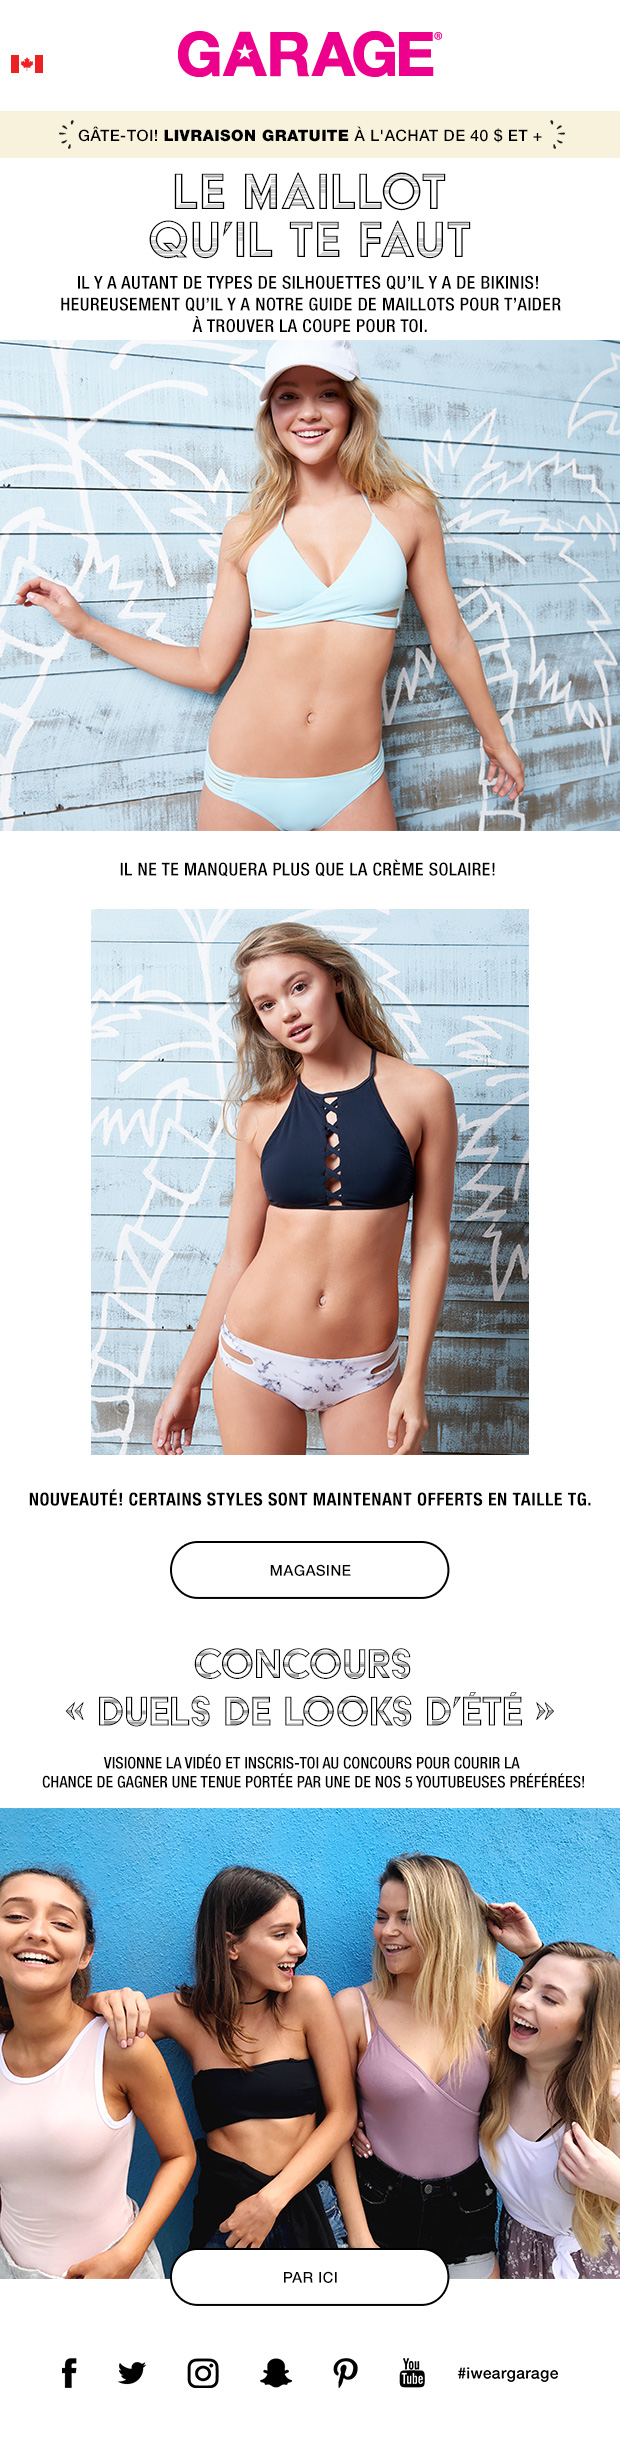 GARAGE®
GÂTE-TOI! LIVRAISON GRATUITE À L'ACHAT DE 40 $ ET +
LE MAILLOT
QU'IL TE FAUT
IL Y A AUTANT DE TYPES DE SILHOUETTES QU'IL Y A DE BIKINIS!
HEUREUSEMENT QU'IL Y A NOTRE GUIDE DE MAILLOTS POUR T'AIDER
À TROUVER LA COUPE POUR TOI.
IL NE TE MANQUERA PLUS QUE LA CRÈME SOLAIRE!
NOUVEAUTÉ! CERTAINS STYLES SONT MAINTENANT OFFERTS EN TAILLE TG.
MAGASINE
CONCOURS
« DUELS DE LOOKS D'ÉTÉ »
VISIONNE LA VIDÉO ET INSCRIS-TOI AU CONCOURS POUR COURIR LA
CHANCE DE GAGNER UNE TENUE PORTÉE PAR UNE DE NOS 5 YOUTUBEUSES PRÉFÉRÉES!
PAR ICI
You
Tube
#iweargarage